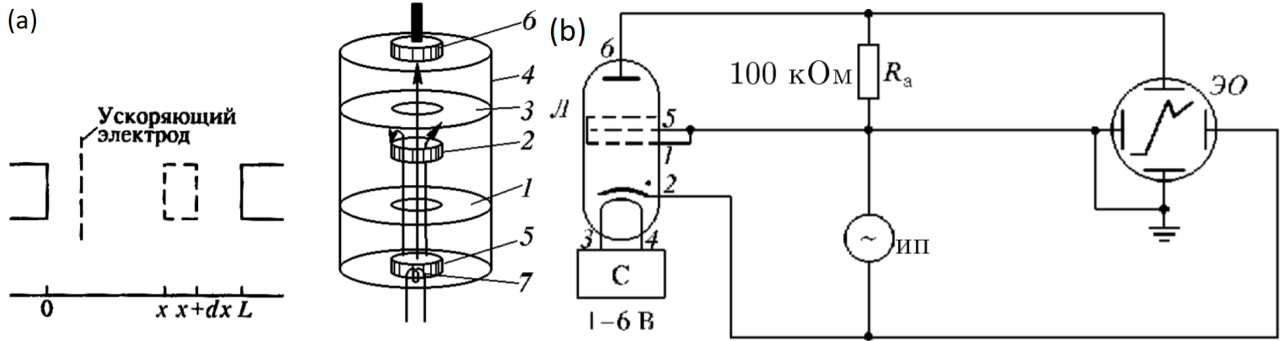 (a)
Ускоряющий
электрод
0
x x+dx L
6
4
3
2
1
5
7
(b)
6
100 кОм
Rа
ЭО
Л
5
1
2
3
4
С
1–6 В
~
ИП